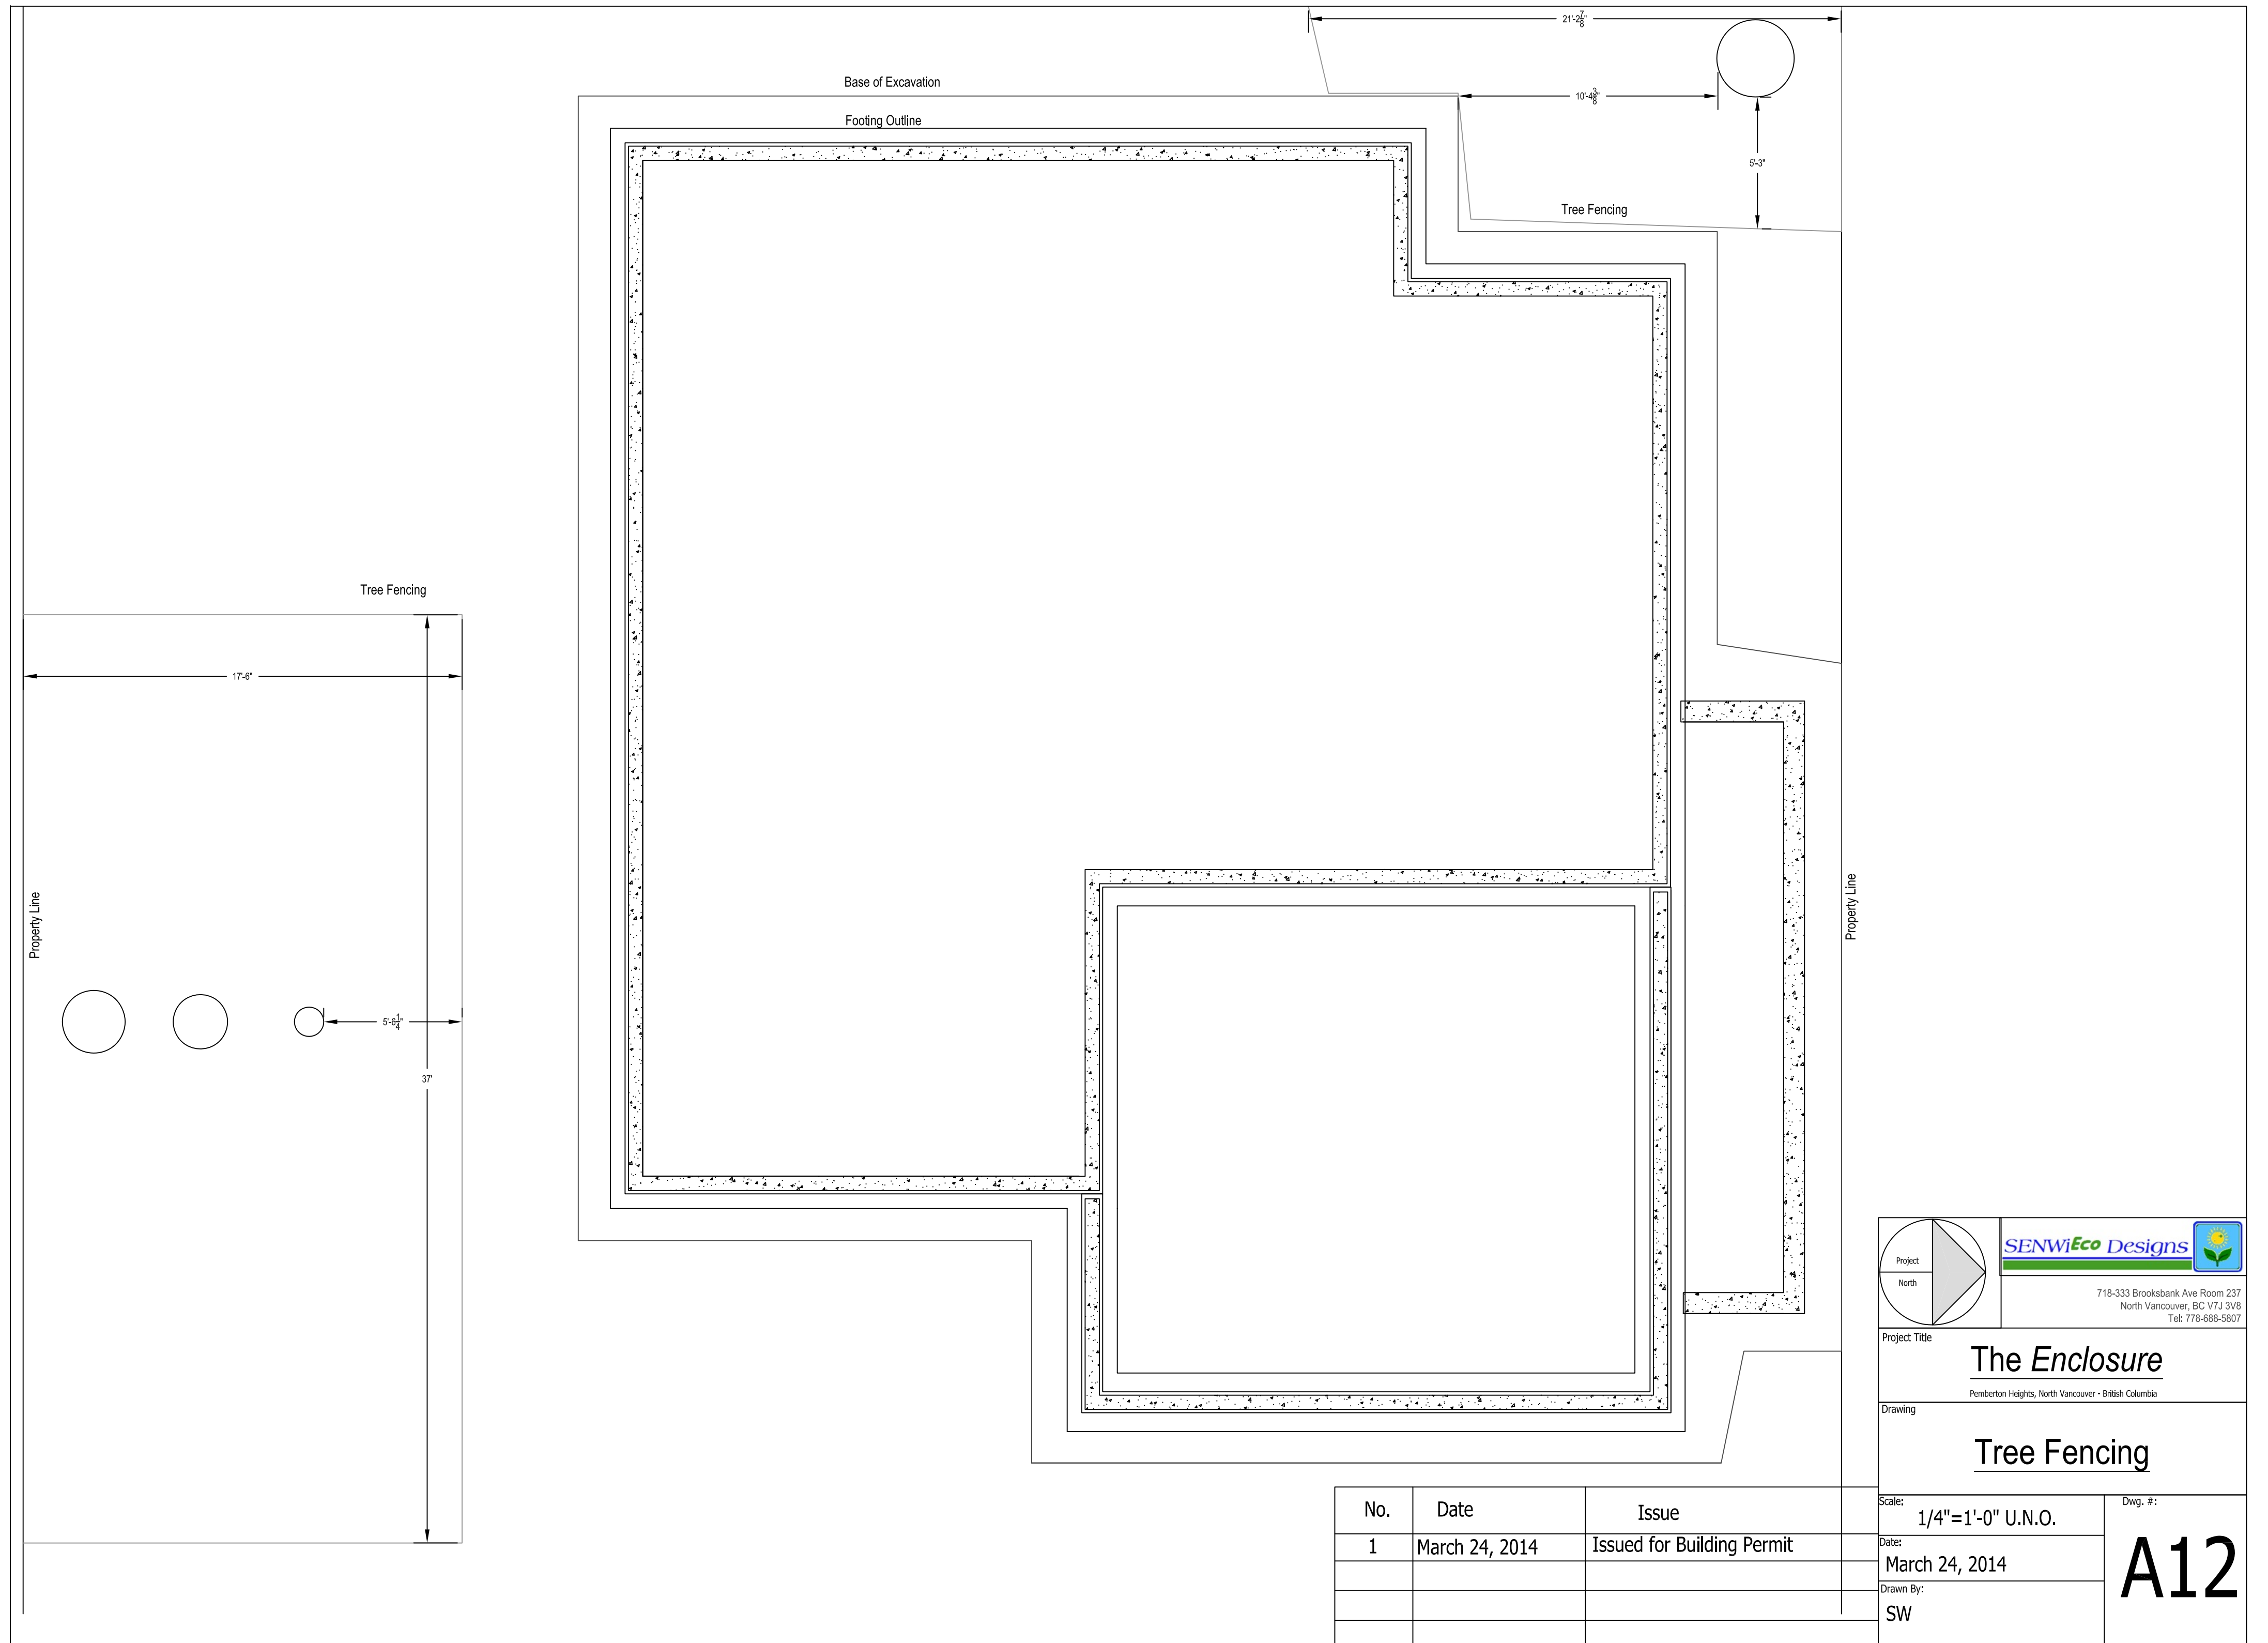 21'-2 7/8"
Base of Excavation
10'-4 3/8"
Footing Outline
5'-3"
Tree Fencing
Tree Fencing
17'-6"
Property Line
Property Line
5'-6 1/4"
37'
Project
North
SENWiEco Designs
718-333 Brooksbank Ave Room 237
North Vancouver, BC V7J 3V8
Tel: 778-688-5807
Project Title
The Enclosure
Pemberton Heights, North Vancouver - British Columbia
Drawing
Tree Fencing
No. Date Issue
1 March 24, 2014 Issued for Building Permit
Scale:
1/4"=1'-0" U.N.O.
Date:
March 24, 2014
Drawn By:
SW
Dwg. #:
A12